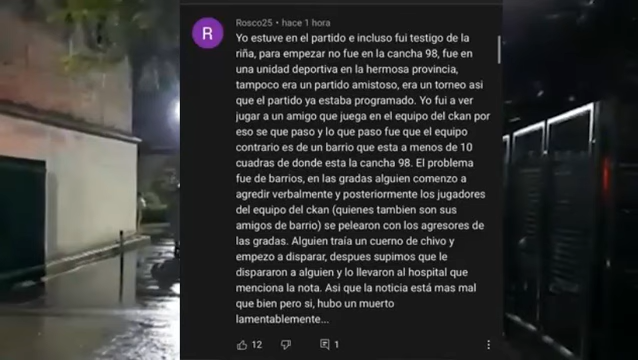 R
Rosco25 • hace 1 hora
Yo estuve en el partido e incluso fui testigo de la
riña, para empezar no fue en la cancha 98, fue en
una unidad deportiva en la hermosa provincia,
tampoco era un partido amistoso, era un torneo asi
que el partido ya estaba programado. Yo fui a ver
jugar a un amigo que juega en el equipo del ckan por
eso se que paso y lo que paso fue que el equipo
contrario es de un barrio que esta a menos de 10
cuadras de donde esta la cancha 98. El problema
fue de barrios, en las gradas alguien comenzo a
agredir verbalmente y posteriormente los jugadores
del equipo del ckan (quienes tambien son sus
amigos de barrio) se pelearon con los agresores de
las gradas. Alguien traía un cuerno de chivo y
empezo a disparar, despues supimos que le
dispararon a alguien y lo llevaron al hospital que
menciona la nota. Asi que la noticia está mas mal
que bien pero si, hubo un muerto
lamentablemente...
12 1